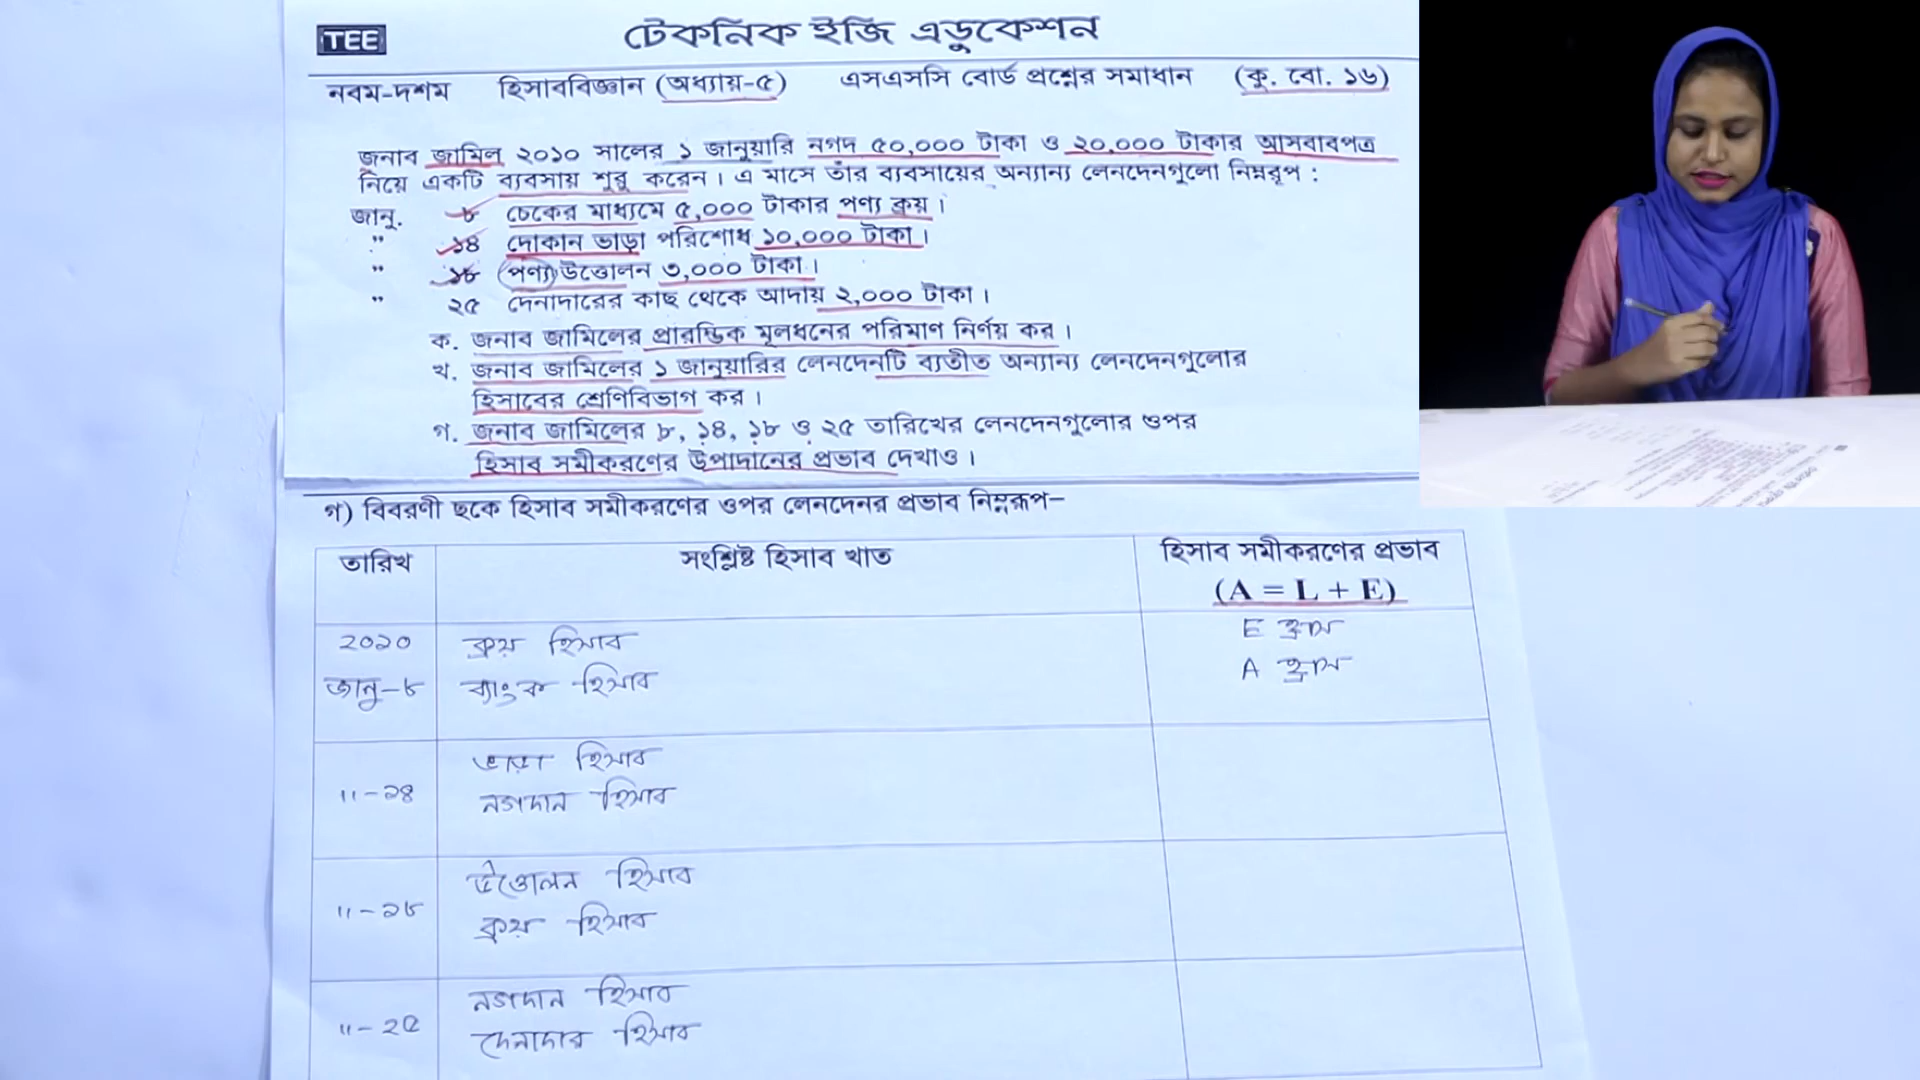 TEE
টেকনিক ইজি এডুকেশন
নবম-দশম হিসাববিজ্ঞান (অধ্যায়-৫) এসএসসি বোর্ড প্রশ্নের সমাধান (কু. বো. ১৬)
জনাব জামিল ২০১০ সালের ১ জানুয়ারি নগদ ৫০,০০০ টাকা ও ২০,০০০ টাকার আসবাবপত্র
নিয়ে একটি ব্যবসায় শুরু করেন। এ মাসে তাঁর ব্যবসায়ের অন্যান্য লেনদেনগুলো নিম্নরূপ :
জানু. ৮ চেকের মাধ্যমে ৫,০০০ টাকার পণ্য ক্রয়।
" ১৪ দোকান ভাড়া পরিশোধ ১০,০০০ টাকা।
" ১৮ পণ্য উত্তোলন ৩,০০০ টাকা।
" ২৫ দেনাদারের কাছ থেকে আদায় ২,০০০ টাকা।
ক. জনাব জামিলের প্রারম্ভিক মূলধনের পরিমাণ নির্ণয় কর।
খ. জনাব জামিলের ১ জানুয়ারির লেনদেনটি ব্যতীত অন্যান্য লেনদেনগুলোর
হিসাবের শ্রেণিবিভাগ কর।
গ. জনাব জামিলের ৮, ১৪, ১৮ ও ২৫ তারিখের লেনদেনগুলোর ওপর
হিসাব সমীকরণের উপাদানের প্রভাব দেখাও।
গ) বিবরণী ছকে হিসাব সমীকরণের ওপর লেনদেনর প্রভাব নিম্নরূপ–
তারিখ সংশ্লিষ্ট হিসাব খাত হিসাব সমীকরণের প্রভাব
(A = L + E)
২০১০ ক্রয় হিসাব E হ্রাস
জানু-৮ ব্যাংক হিসাব A হ্রাস
ভাড়া হিসাব
"-১৪ নগদান হিসাব
উত্তোলন হিসাব
"-১৮ ক্রয় হিসাব
নগদান হিসাব
"-২৫ দেনাদার হিসাব